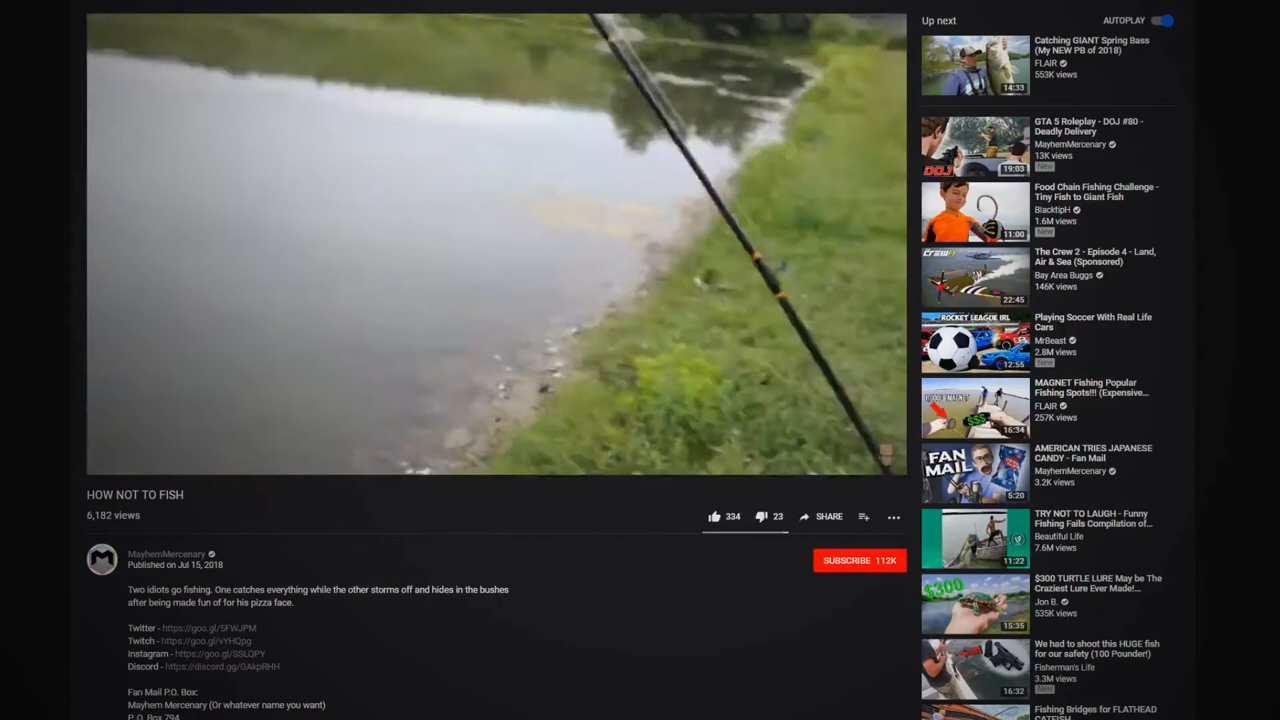 HOW NOT TO FISH
6,182 views
334
23
SHARE
SUBSCRIBE 112K
MayhemMercenary
Published on Jul 15, 2018
Two idiots go fishing. One catches everything while the other storms off and hides in the bushes
after being made fun of for his pizza face.
Twitter - https://goo.gl/5FWJPM
Twitch - https://goo.gl/vYHQpg
Instagram - https://goo.gl/SSLQPY
Discord - https://discord.gg/GAkpRHH
Fan Mail P.O. Box:
Mayhem Mercenary (Or whatever name you want)
P. O. Box 794
Up next
AUTOPLAY
14:33
Catching GIANT Spring Bass
(My NEW PB of 2018)
FLAIR
553K views
DOJ
19:03
GTA 5 Roleplay - DOJ #80 -
Deadly Delivery
MayhemMercenary
13K views
New
11:00
Food Chain Fishing Challenge -
Tiny Fish to Giant Fish
BlacktipH
1.6M views
New
22:45
The Crew 2 - Episode 4 - Land,
Air & Sea (Sponsored)
Bay Area Buggs
146K views
ROCKET LEAGUE IRL
12:55
Playing Soccer With Real Life
Cars
MrBeast
2.8M views
New
$$$
16:34
MAGNET Fishing Popular
Fishing Spots!!! (Expensive...
FLAIR
257K views
FAN
MAIL
5:20
AMERICAN TRIES JAPANESE
CANDY - Fan Mail
MayhemMercenary
3.2K views
11:22
TRY NOT TO LAUGH - Funny
Fishing Fails Compilation of...
Beautiful Life
7.6M views
$300
15:35
$300 TURTLE LURE May be The
Craziest Lure Ever Made!...
Jon B.
535K views
16:32
We had to shoot this HUGE fish
for our safety (100 Pounder!)
Fisherman's Life
3.3M views
New
Fishing Bridges for FLATHEAD
CATFISH